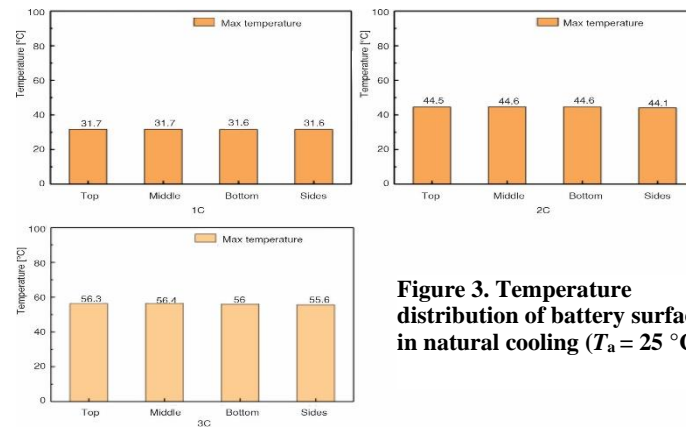 100
80
60
40
20
0
Temperature [°C]
Max temperature
31.7 31.7 31.6 31.6
Top Middle Bottom Sides
1C
100
80
60
40
20
0
Temperature [°C]
Max temperature
44.5 44.6 44.6 44.1
Top Middle Bottom Sides
2C
100
80
60
40
20
0
Temperature [°C]
Max temperature
56.3 56.4 56 55.6
Top Middle Bottom Sides
3C
Figure 3. Temperature
distribution of battery
in natural cooling (Ta = 25 °